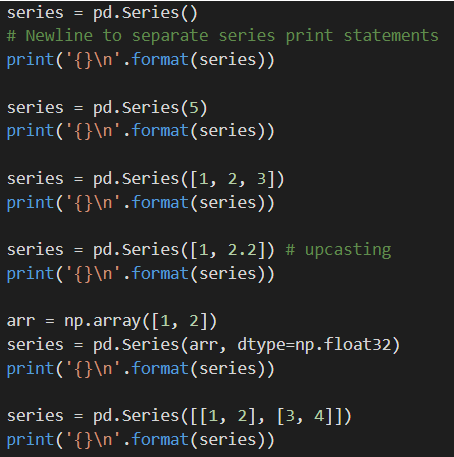 series = pd.Series()
# Newline to separate series print statements
print('{}\n'.format(series))
series = pd.Series(5)
print('{}\n'.format(series))
series = pd.Series([1, 2, 3])
print('{}\n'.format(series))
series = pd.Series([1, 2.2]) # upcasting
print('{}\n'.format(series))
arr = np.array([1, 2])
series = pd.Series(arr, dtype=np.float32)
print('{}\n'.format(series))
series = pd.Series([[1, 2], [3, 4]])
print('{}\n'.format(series))